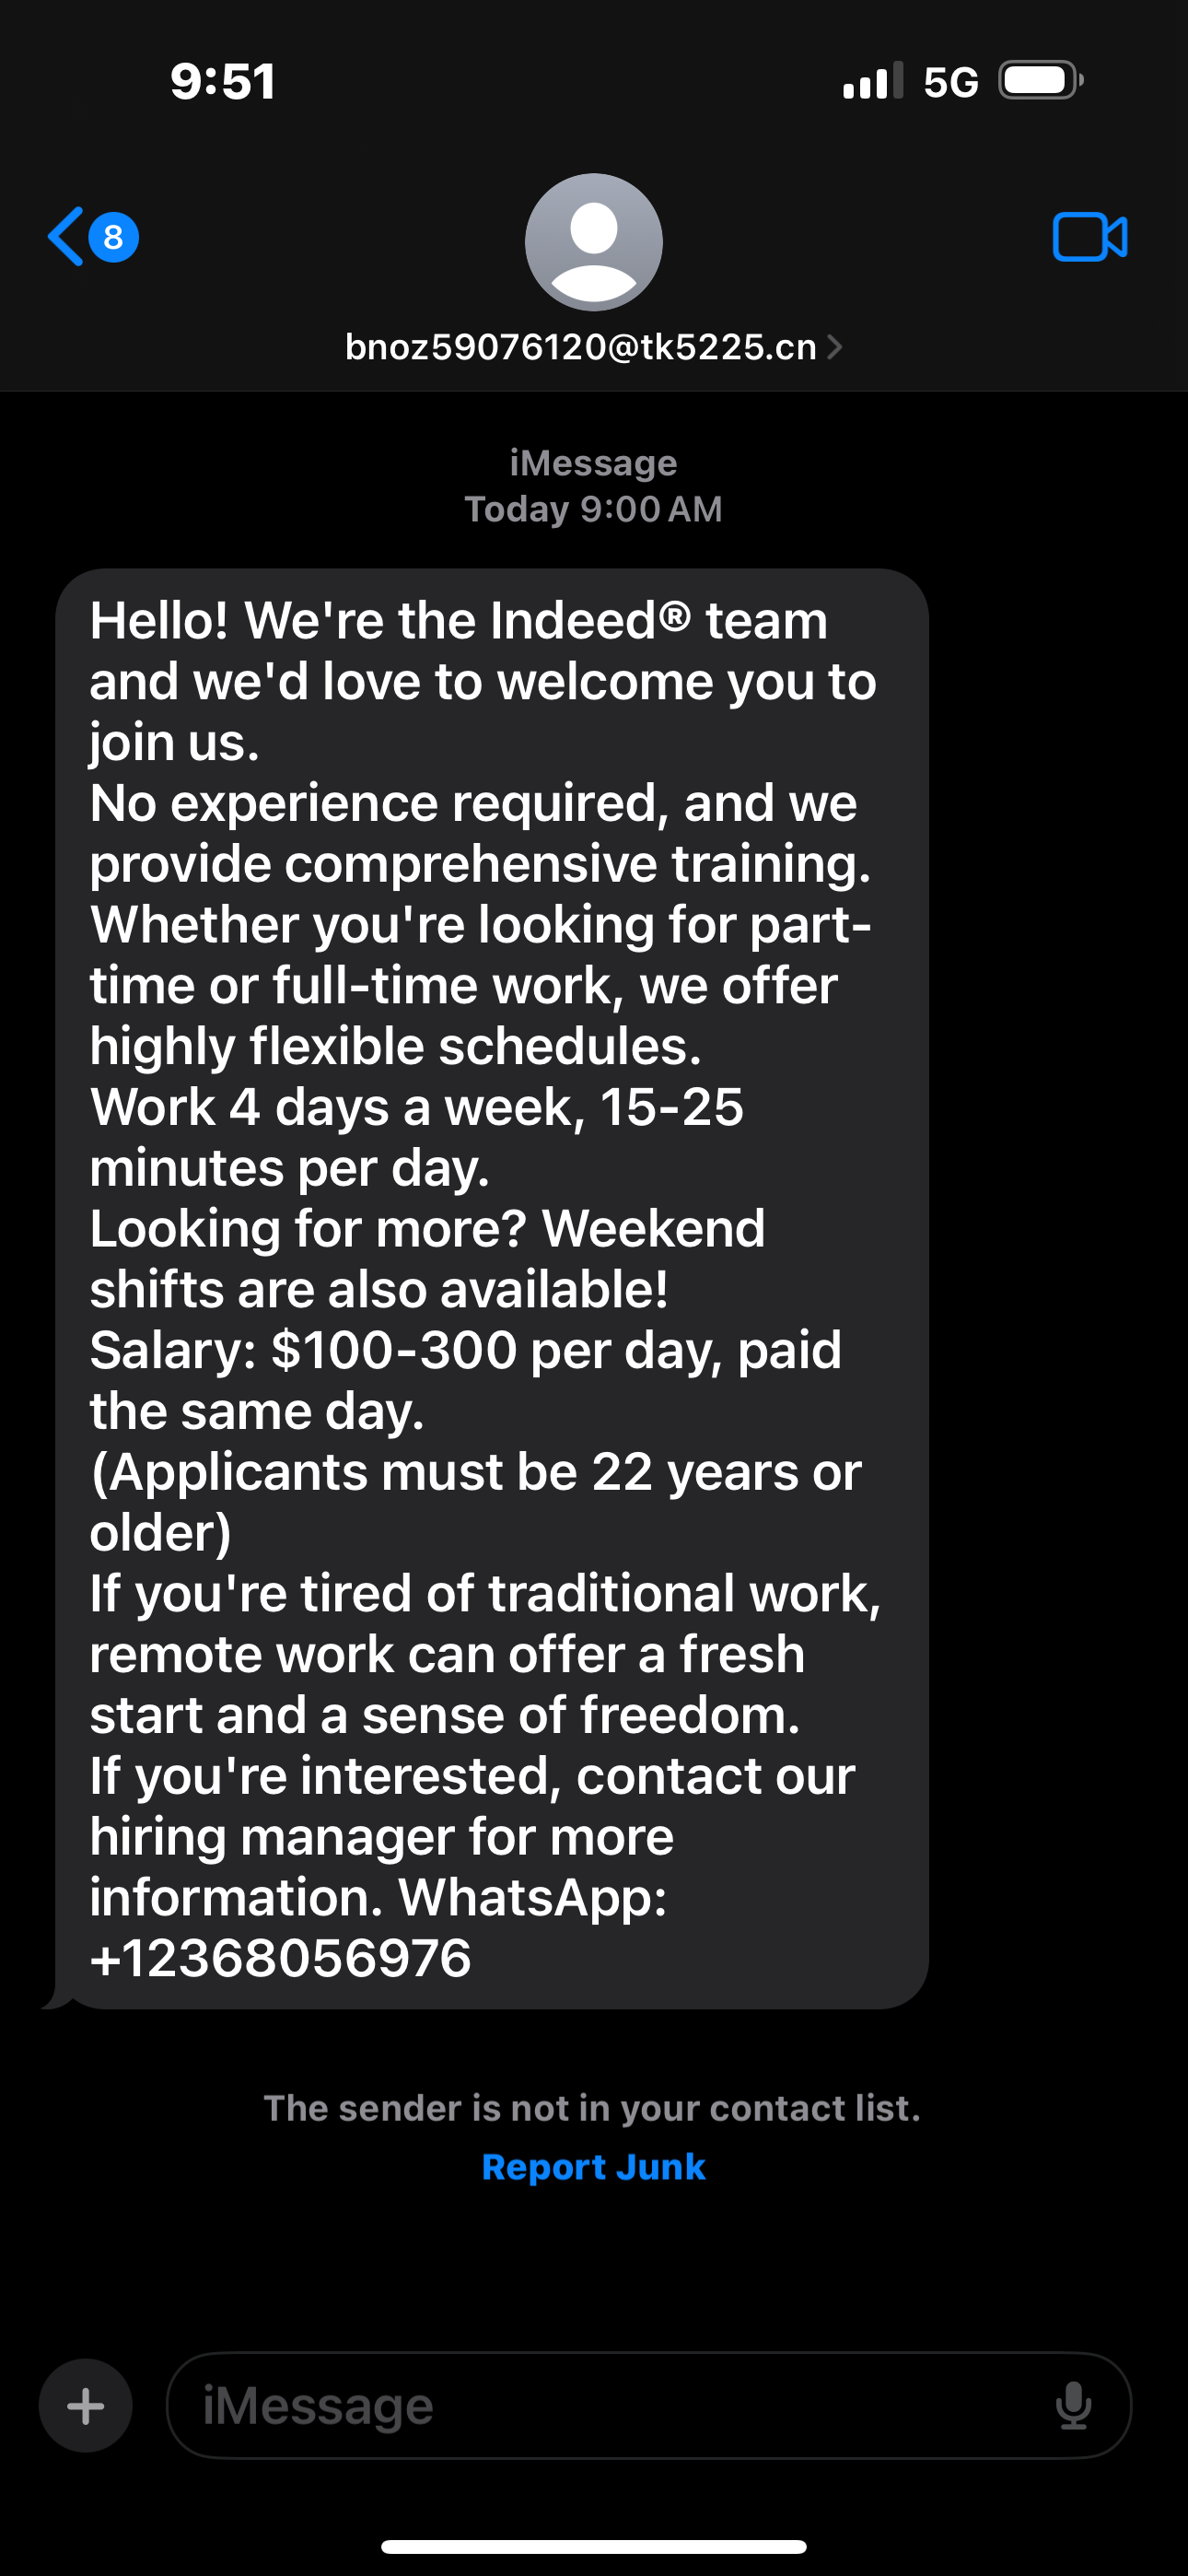 9:51
5G
8
bnoz59076120@tk5225.cn
iMessage
Today 9:00 AM
Hello! We're the Indeed® team
and we'd love to welcome you to
join us.
No experience required, and we
provide comprehensive training.
Whether you're looking for part-
time or full-time work, we offer
highly flexible schedules.
Work 4 days a week, 15-25
minutes per day.
Looking for more? Weekend
shifts are also available!
Salary: $100-300 per day, paid
the same day.
(Applicants must be 22 years or
older)
If you're tired of traditional work,
remote work can offer a fresh
start and a sense of freedom.
If you're interested, contact our
hiring manager for more
information. WhatsApp:
+12368056976
The sender is not in your contact list.
Report Junk
iMessage